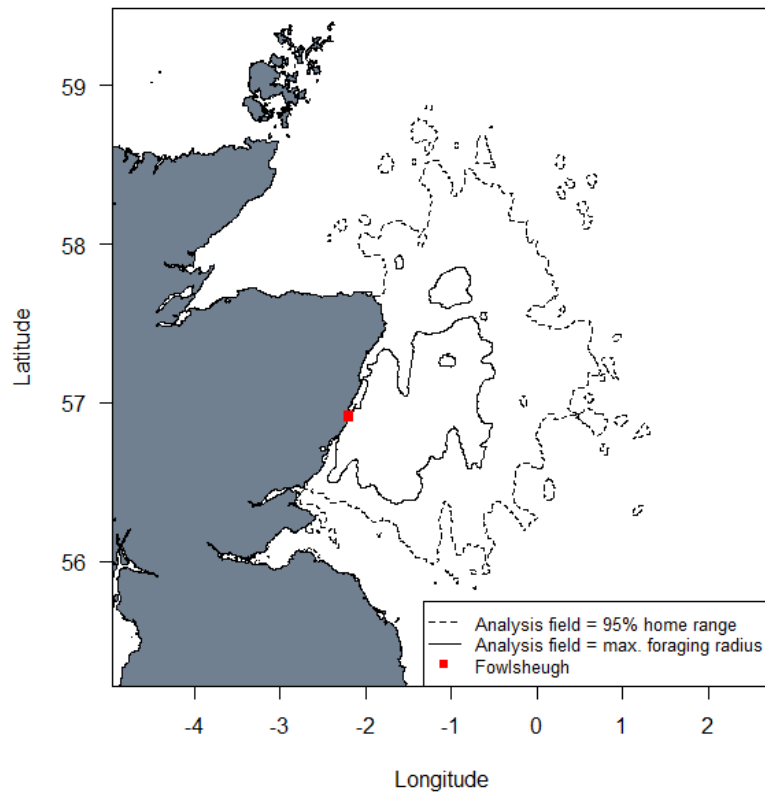 59
58
57
56
Latitude
-4
-3
-2
-1
0
1
2
Longitude
Analysis field = 95% home range
Analysis field = max. foraging radius
Fowlsheugh